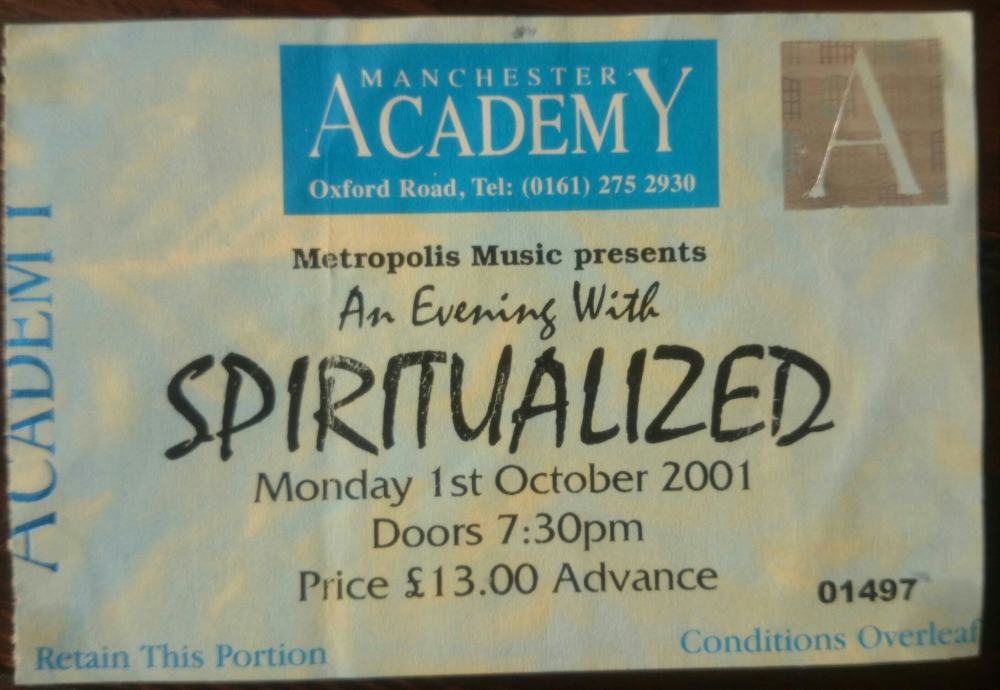 MANCHESTER
ACADEMY
Oxford Road, Tel: (0161) 275 2930
A
Metropolis Music presents
An Evening With
SPIRITUALIZED
Monday 1st October 2001
Doors 7:30pm
Price £13.00 Advance
01497
Retain This Portion
Conditions Overleaf
ACADEMY